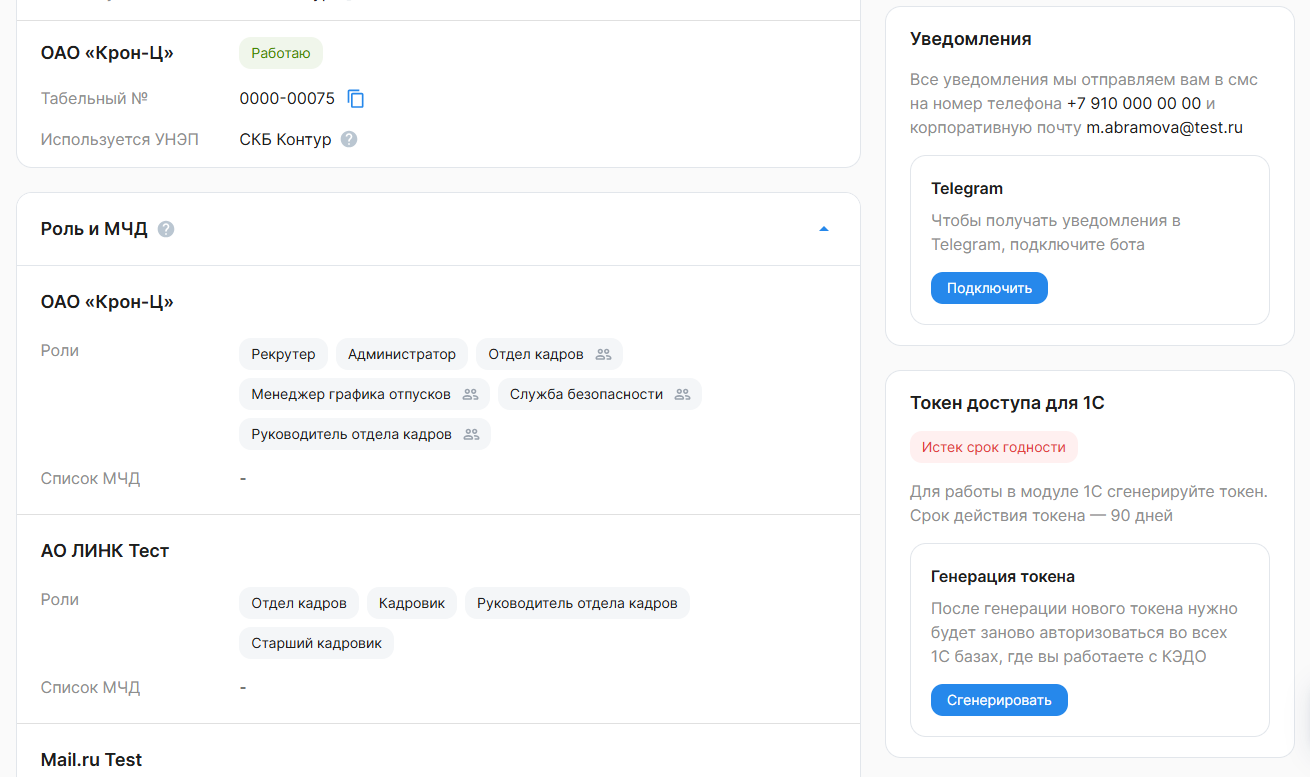 ОАО «Крон-Ц»
Работаю
Табельный №
0000-00075
Используется УНЭП
СКБ Контур
Роль и МЧД
ОАО «Крон-Ц»
Роли
Рекрутер
Администратор
Отдел кадров
Менеджер графика отпусков
Служба безопасности
Руководитель отдела кадров
Список МЧД
-
АО ЛИНК Тест
Роли
Отдел кадров
Кадровик
Руководитель отдела кадров
Старший кадровик
Список МЧД
-
Mail.ru Test
Уведомления
Все уведомления мы отправляем вам в смс
на номер телефона +7 910 000 00 00 и
корпоративную почту m.abramova@test.ru
Telegram
Чтобы получать уведомления в
Telegram, подключите бота
Подключить
Токен доступа для 1С
Истек срок годности
Для работы в модуле 1С сгенерируйте токен.
Срок действия токена — 90 дней
Генерация токена
После генерации нового токена нужно
будет заново авторизоваться во всех
1С базах, где вы работаете с КЭДО
Сгенерировать